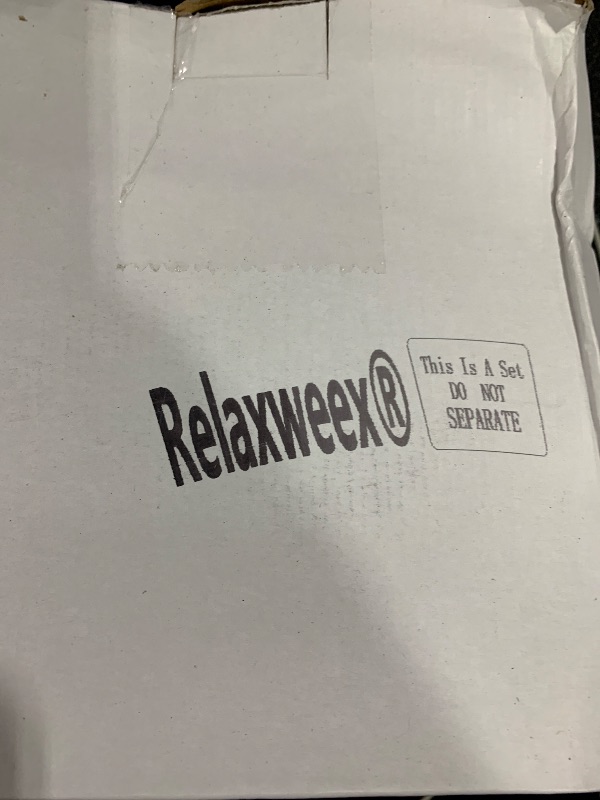 Relaxweex®
This Is A Set
DO NOT
SEPARATE